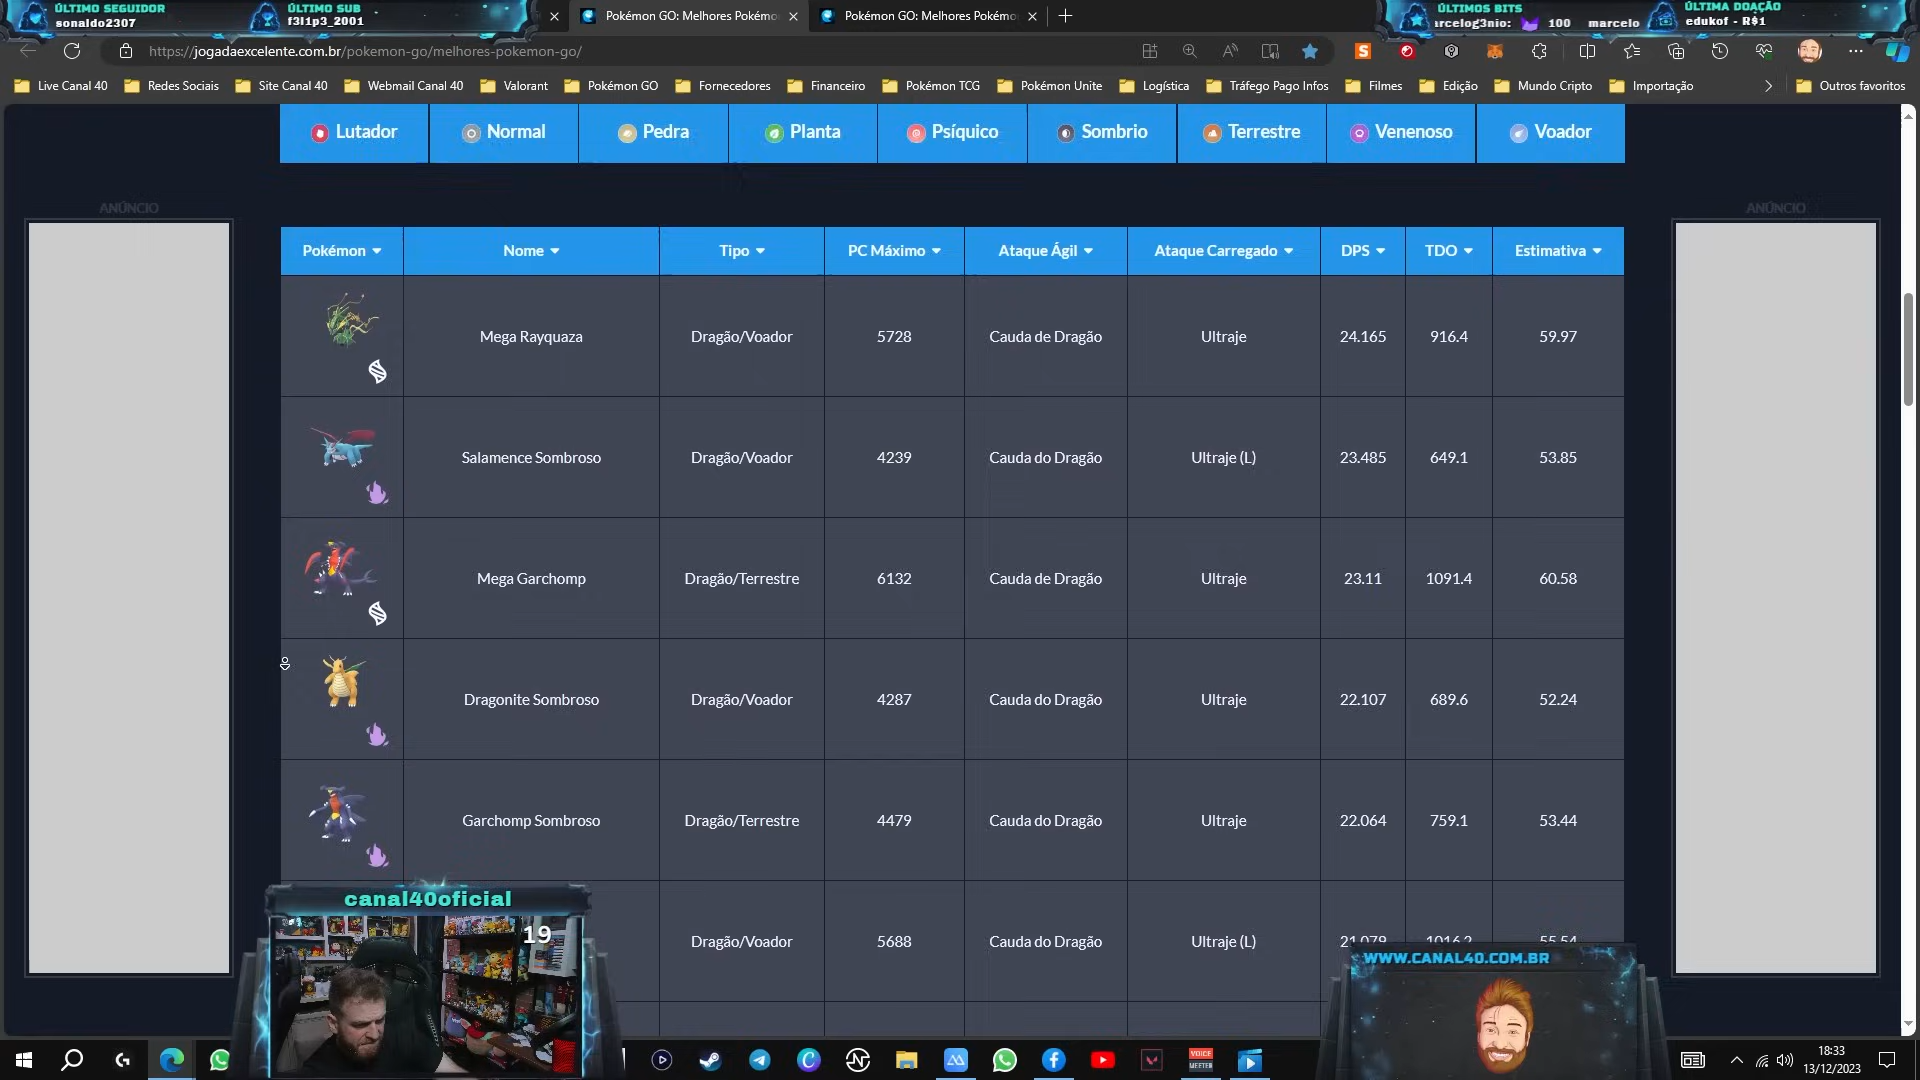 ÚLTIMO SEGUIDOR
sonaldo2307
ÚLTIMO SUB
f3l1p3_2001
Pokémon GO: Melhores Pokémo
Pokémon GO: Melhores Pokémo
ÚLTIMOS BITS
arcelog3nio: 100 marcelo
ÚLTIMA DOAÇÃO
edukof - R$1
https://jogadaexcelente.com.br/pokemon-go/melhores-pokemon-go/
Live Canal 40
Redes Sociais
Site Canal 40
Webmail Canal 40
Valorant
Pokémon GO
Fornecedores
Financeiro
Pokémon TCG
Pokémon Unite
Logística
Tráfego Pago Infos
Filmes
Edição
Mundo Cripto
Importação
Outros favoritos
Lutador
Normal
Pedra
Planta
Psíquico
Sombrio
Terrestre
Venenoso
Voador
ANÚNCIO
ANÚNCIO
Pokémon Nome Tipo PC Máximo Ataque Ágil Ataque Carregado DPS TDO Estimativa
Mega Rayquaza Dragão/Voador 5728 Cauda de Dragão Ultraje 24.165 916.4 59.97
Salamence Sombroso Dragão/Voador 4239 Cauda do Dragão Ultraje (L) 23.485 649.1 53.85
Mega Garchomp Dragão/Terrestre 6132 Cauda de Dragão Ultraje 23.11 1091.4 60.58
Dragonite Sombroso Dragão/Voador 4287 Cauda do Dragão Ultraje 22.107 689.6 52.24
Garchomp Sombroso Dragão/Terrestre 4479 Cauda do Dragão Ultraje 22.064 759.1 53.44
Dragão/Voador 5688 Cauda do Dragão Ultraje (L) 21.079 1016.2 55.54
canal40oficial
19
WWW.CANAL40.COM.BR
VOICE
MEETER
18:33
13/12/2023